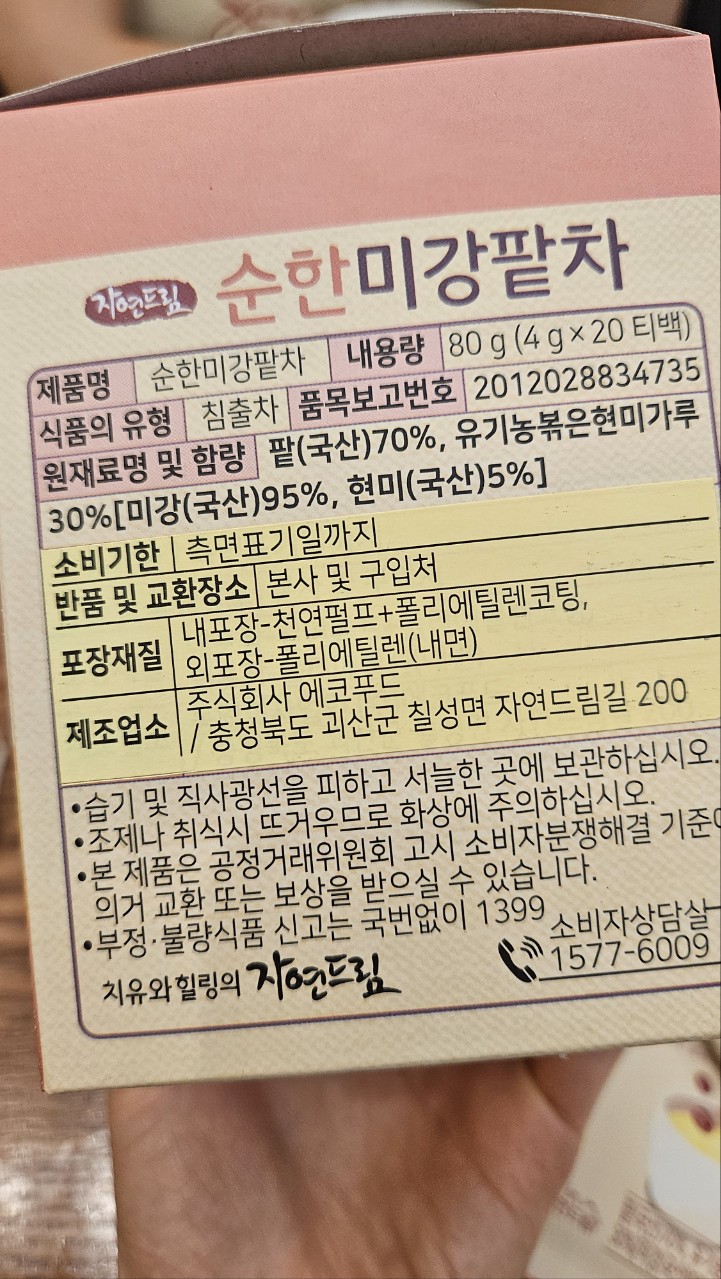 자연드림 순한미강팥차
제품명 순한미강팥차 내용량 80 g (4 g×20 티백)
식품의 유형 침출차 품목보고번호 2012028834735
원재료명 및 함량 팥(국산)70%, 유기농볶은현미가루
30%[미강(국산)95%, 현미(국산)5%]
소비기한 측면표기일까지
반품 및 교환장소 본사 및 구입처
포장재질 내포장-천연펄프+폴리에틸렌코팅,
외포장-폴리에틸렌(내면)
제조업소 주식회사 에코푸드
/ 충청북도 괴산군 칠성면 자연드림길 200
•습기 및 직사광선을 피하고 서늘한 곳에 보관하십시오.
•조제나 취식시 뜨거우므로 화상에 주의하십시오.
•본 제품은 공정거래위원회 고시 소비자분쟁해결 기준에
의거 교환 또는 보상을 받으실 수 있습니다.
•부정·불량식품 신고는 국번없이 1399
소비자상담실
1577-6009
치유와힐링의 자연드림